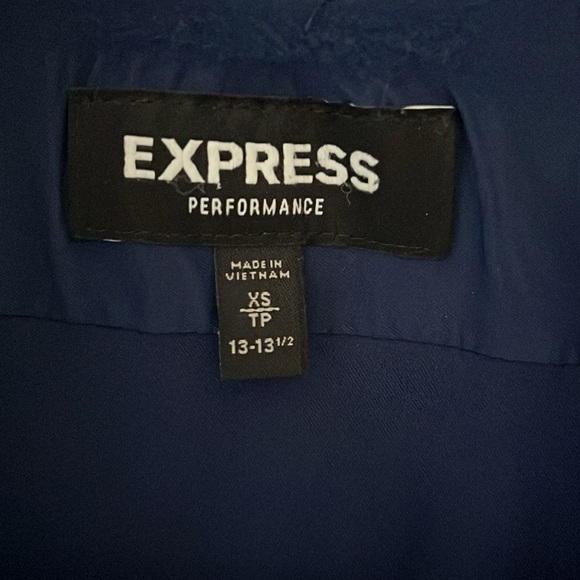 EXPRESS
PERFORMANCE
MADE IN
VIETNAM
XS
TP
13-13 1/2